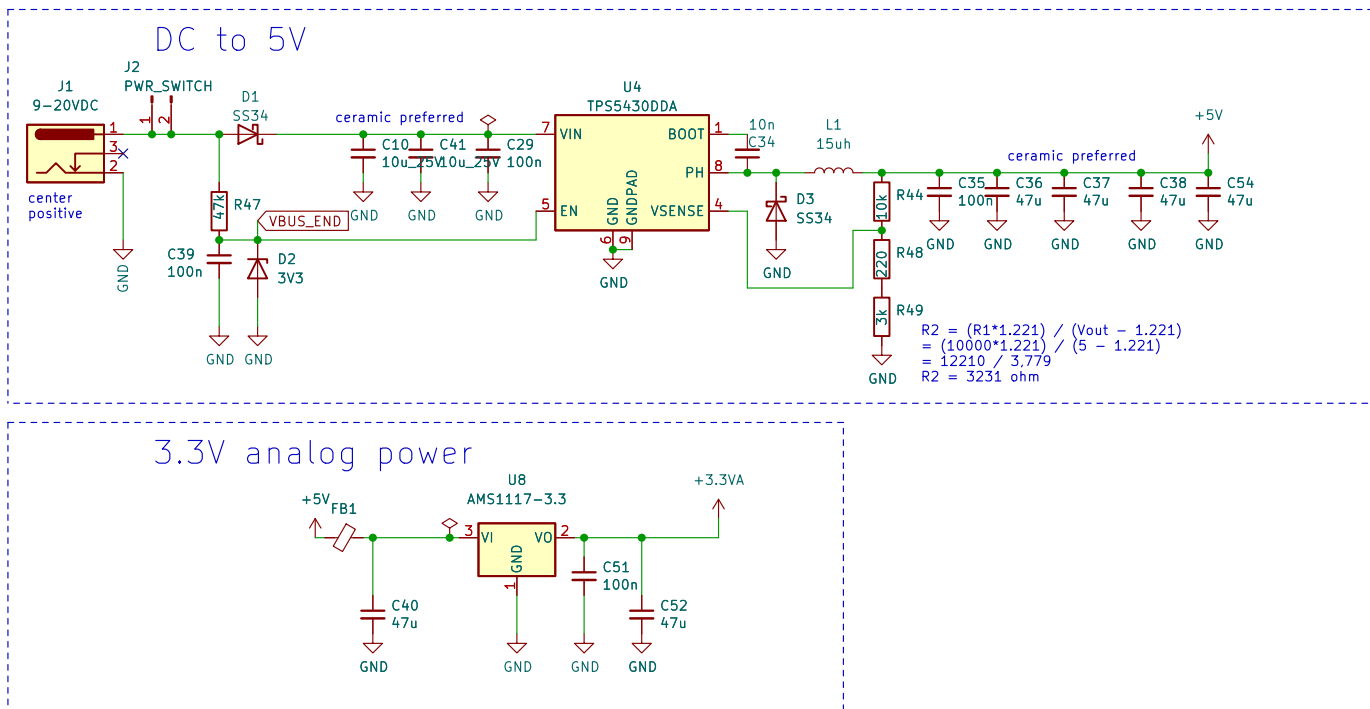 DC to 5V
J1
9-20VDC
1
3
2
center
positive
GND
J2
PWR_SWITCH
1
2
D1
SS34
47k
R47
VBUS_END
C39
100n
D2
3V3
GND
GND
ceramic preferred
C10
10u_25V
C41
10u_25V
C29
100n
GND
GND
GND
U4
TPS5430DDA
7
VIN
5
EN
BOOT
1
PH
8
VSENSE
4
GND
6
GNDPAD
9
GND
10n
C34
L1
15uh
D3
SS34
GND
10k
R44
220
R48
3k
R49
GND
ceramic preferred
C35
100n
C36
47u
C37
47u
C38
47u
C54
47u
GND
GND
GND
GND
GND
+5V
R2 = (R1*1.221) / (Vout - 1.221)
= (10000*1.221) / (5 - 1.221)
= 12210 / 3,779
R2 = 3231 ohm
3.3V analog power
+5V
FB1
C40
47u
GND
U8
AMS1117-3.3
3
VI
VO
2
GND
1
GND
C51
100n
GND
C52
47u
GND
+3.3VA